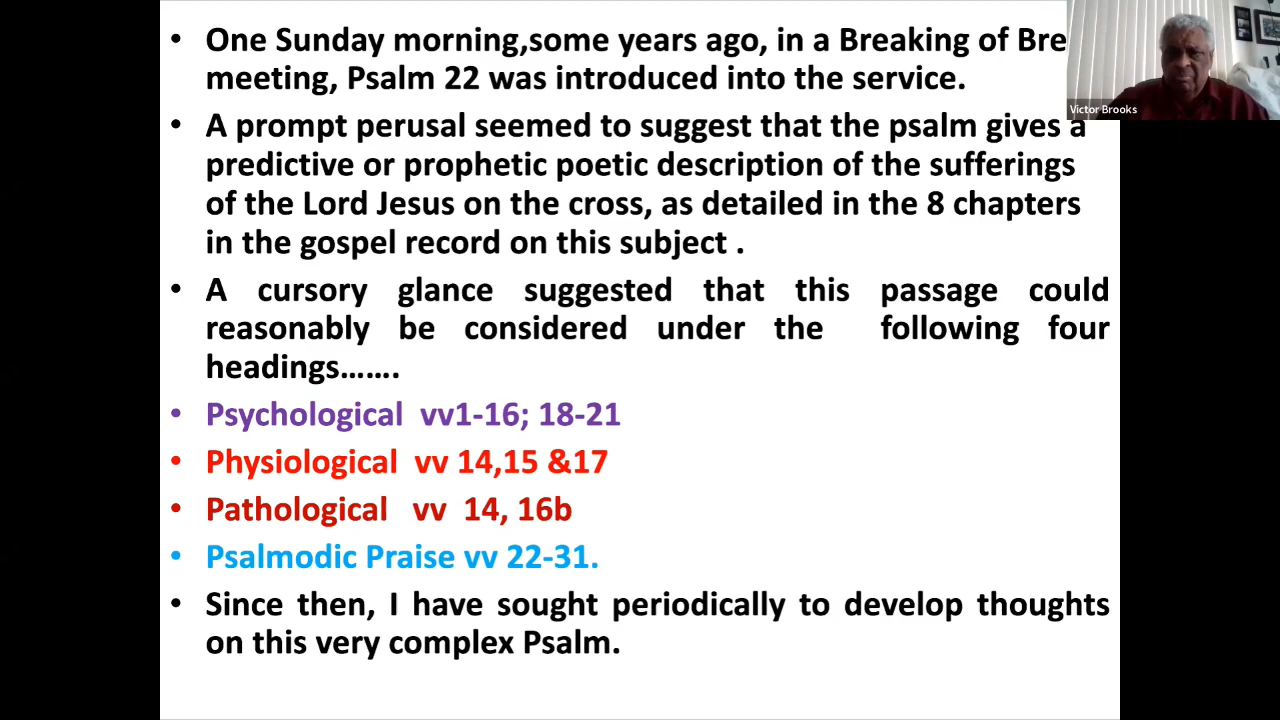 • One Sunday morning,some years ago, in a Breaking of Bre
meeting, Psalm 22 was introduced into the service.
• A prompt perusal seemed to suggest that the psalm gives a
predictive or prophetic poetic description of the sufferings
of the Lord Jesus on the cross, as detailed in the 8 chapters
in the gospel record on this subject .
• A cursory glance suggested that this passage could
reasonably be considered under the following four
headings…….
• Psychological vv1-16; 18-21
• Physiological vv 14,15 &17
• Pathological vv 14, 16b
• Psalmodic Praise vv 22-31.
• Since then, I have sought periodically to develop thoughts
on this very complex Psalm.
Victor Brooks